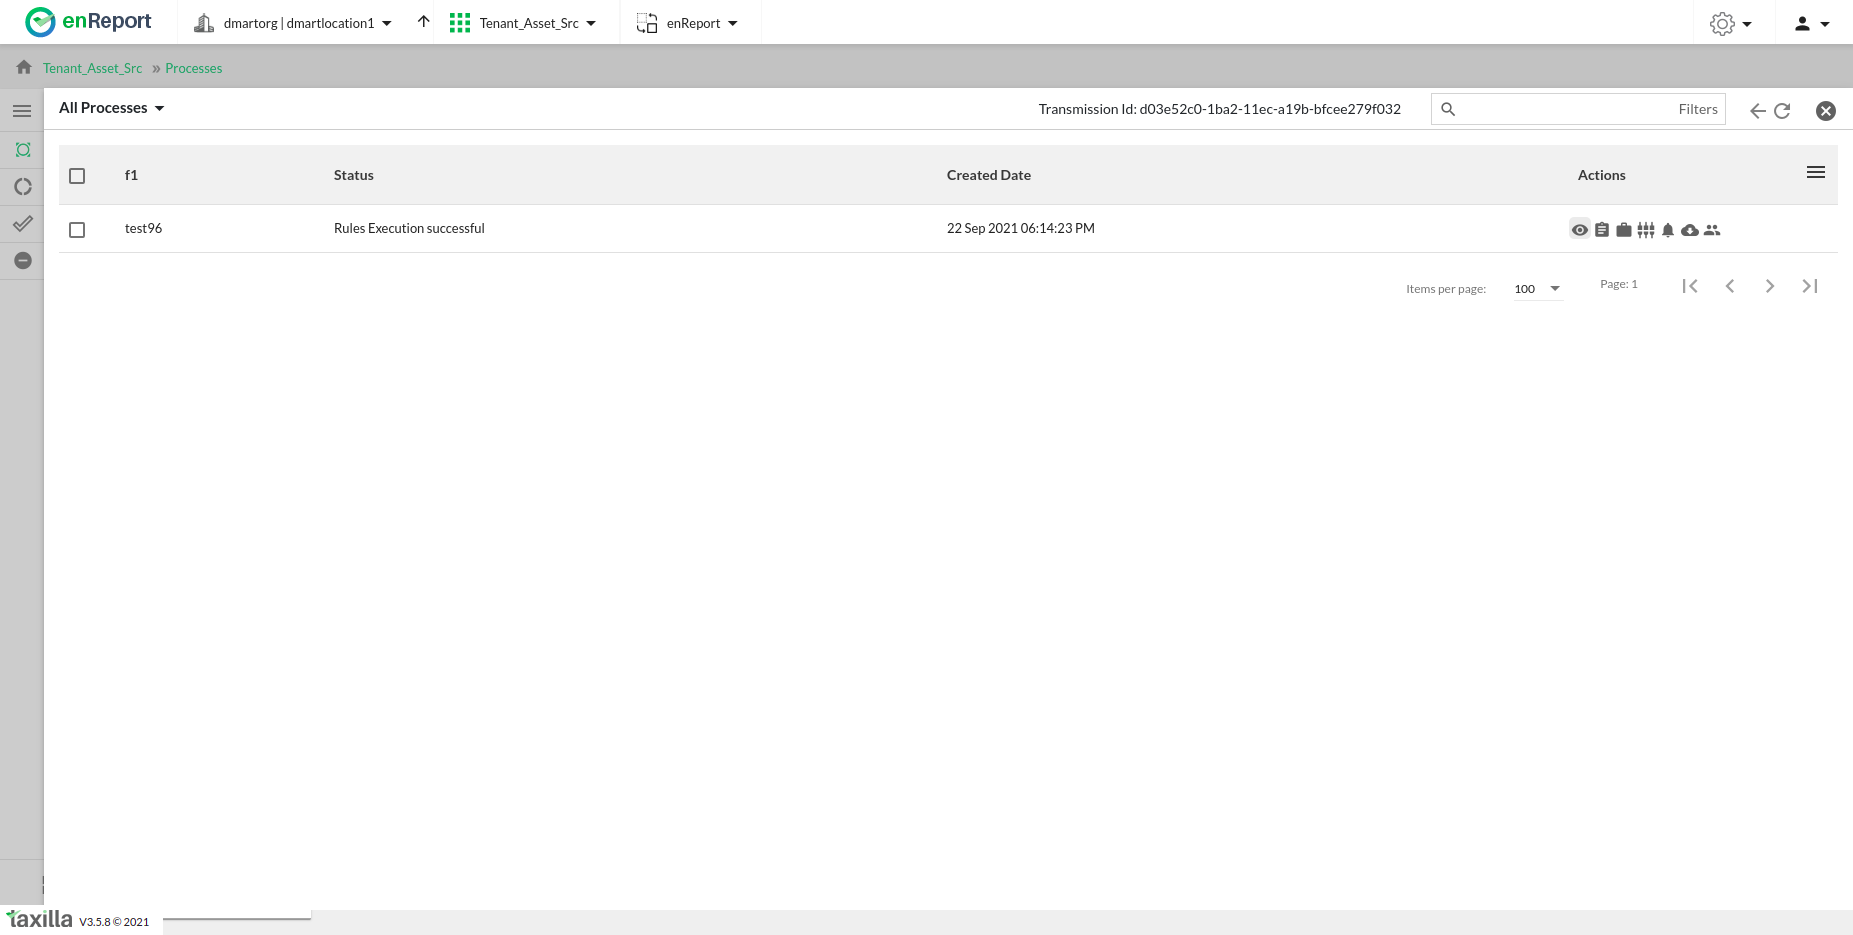 enReport
dmartorg | dmartlocation1
Tenant_Asset_Src
enReport
Tenant_Asset_Src » Processes
All Processes
Transmission Id: d03e52c0-1ba2-11ec-a19b-bfcee279f032
Filters
f1 Status Created Date Actions
test96 Rules Execution successful 22 Sep 2021 06:14:23 PM
Items per page: 100 Page: 1
taxilla V3.5.8 © 2021